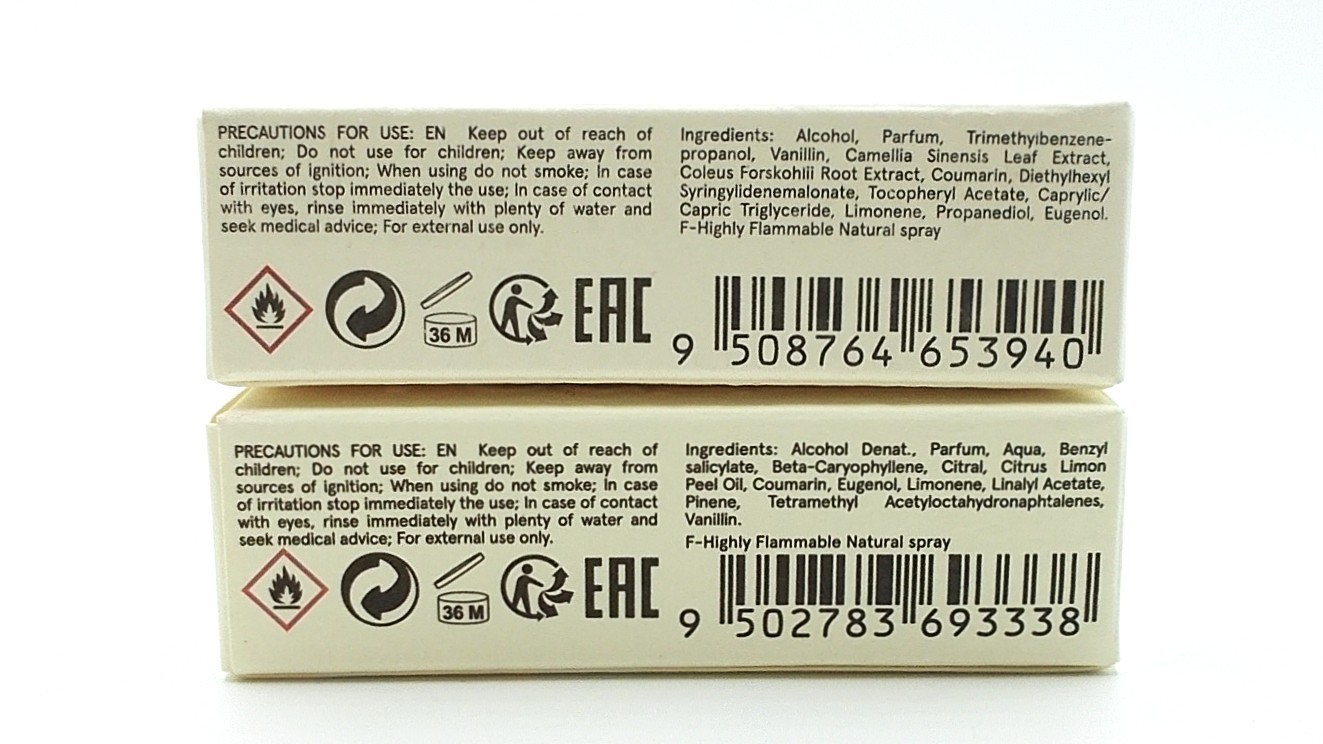 PRECAUTIONS FOR USE: EN Keep out of reach of
children; Do not use for children; Keep away from
sources of ignition; When using do not smoke; In case
of irritation stop immediately the use; In case of contact
with eyes, rinse immediately with plenty of water and
seek medical advice; For external use only.
Ingredients: Alcohol, Parfum, Trimethylbenzene-
propanol, Vanillin, Camellia Sinensis Leaf Extract,
Coleus Forskohlii Root Extract, Coumarin, Diethylhexyl
Syringylidenemalonate, Tocopheryl Acetate, Caprylic/
Capric Triglyceride, Limonene, Propanediol, Eugenol.
F-Highly Flammable Natural spray
36 M
EAC
9 508764 653940
PRECAUTIONS FOR USE: EN Keep out of reach of
children; Do not use for children; Keep away from
sources of ignition; When using do not smoke; In case
of irritation stop immediately the use; In case of contact
with eyes, rinse immediately with plenty of water and
seek medical advice; For external use only.
Ingredients: Alcohol Denat., Parfum, Aqua, Benzyl
salicylate, Beta-Caryophyllene, Citral, Citrus Limon
Peel Oil, Coumarin, Eugenol, Limonene, Linalyl Acetate,
Pinene, Tetramethyl Acetyloctahydronaphtalenes,
Vanillin.
F-Highly Flammable Natural spray
36 M
EAC
9 502783 693338